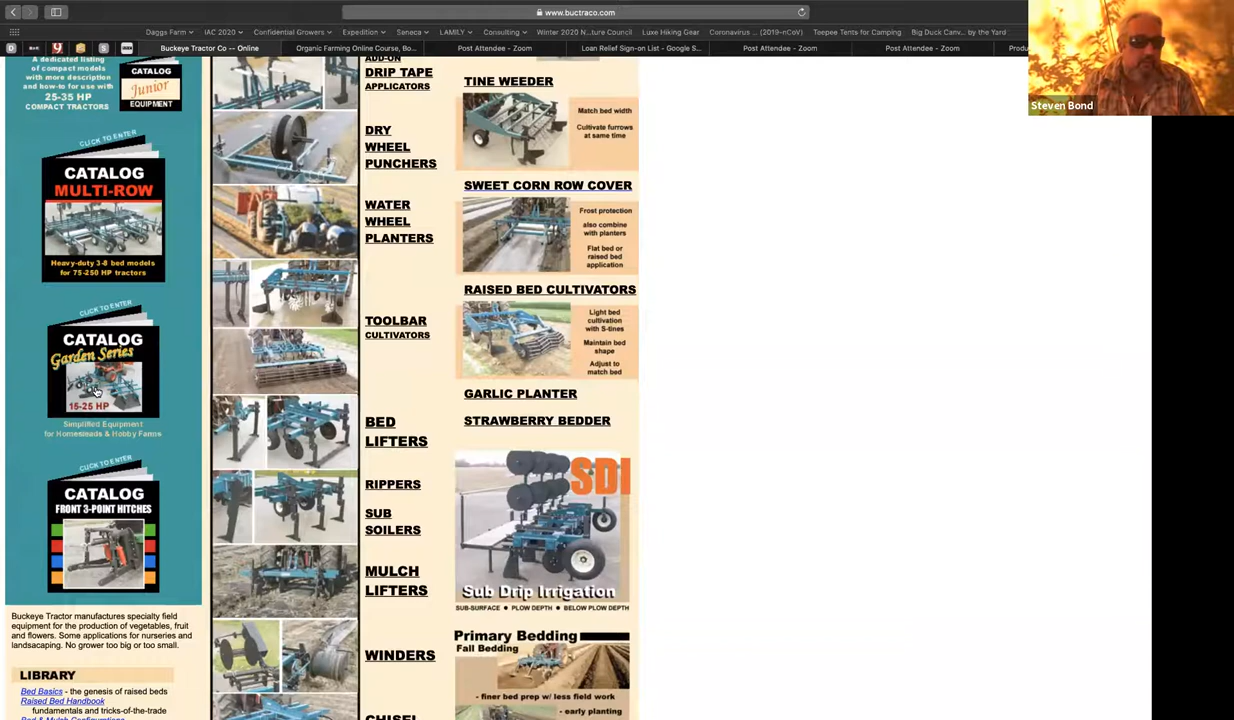 www.buctraco.com
Daggs Farm
IAC 2020
Confidential Growers
Expedition
Seneca
LAMILY
Consulting
Winter 2020 N...ture Council
Luxe Hiking Gear
Coronavirus ... (2019-nCoV)
Teepee Tents for Camping
Big Duck Canv... by the Yard
Buckeye Tractor Co -- Online
Organic Farming Online Course, Bo...
Post Attendee - Zoom
Loan Relief Sign-on List - Google S...
Post Attendee - Zoom
Post Attendee - Zoom
Produ
Steven Bond
A dedicated listing
of compact models
with more description
and how-to for use with
25-35 HP
COMPACT TRACTORS
CATALOG
Junior
EQUIPMENT
CLICK TO ENTER
CATALOG
MULTI-ROW
Heavy-duty 3-8 bed models
for 75-250 HP tractors
CLICK TO ENTER
CATALOG
Garden Series
15-25 HP
Simplified Equipment
for Homesteads & Hobby Farms
CLICK TO ENTER
CATALOG
FRONT 3-POINT HITCHES
Buckeye Tractor manufactures specialty field
equipment for the production of vegetables, fruit
and flowers. Some applications for nurseries and
landsacaping. No grower too big or too small.
LIBRARY
Bed Basics - the genesis of raised beds
Raised Bed Handbook
fundamentals and tricks-of-the-trade
Bed & Mulch Configurations
ADD-ON
DRIP TAPE
APPLICATORS
DRY
WHEEL
PUNCHERS
WATER
WHEEL
PLANTERS
TOOLBAR
CULTIVATORS
BED
LIFTERS
RIPPERS
SUB
SOILERS
MULCH
LIFTERS
WINDERS
CHISEL
TINE WEEDER
Match bed width
Cultivate furrows
at same time
SWEET CORN ROW COVER
Frost protection
also combine
with planters
Flat bed or
raised bed
application
RAISED BED CULTIVATORS
Light bed
cultivation
with S-tines
Maintain bed
shape
Adjust to
match bed
GARLIC PLANTER
STRAWBERRY BEDDER
SDI
Sub Drip Irrigation
SUB-SURFACE • PLOW DEPTH • BELOW PLOW DEPTH
Primary Bedding
Fall Bedding
- finer bed prep w/ less field work
- early planting